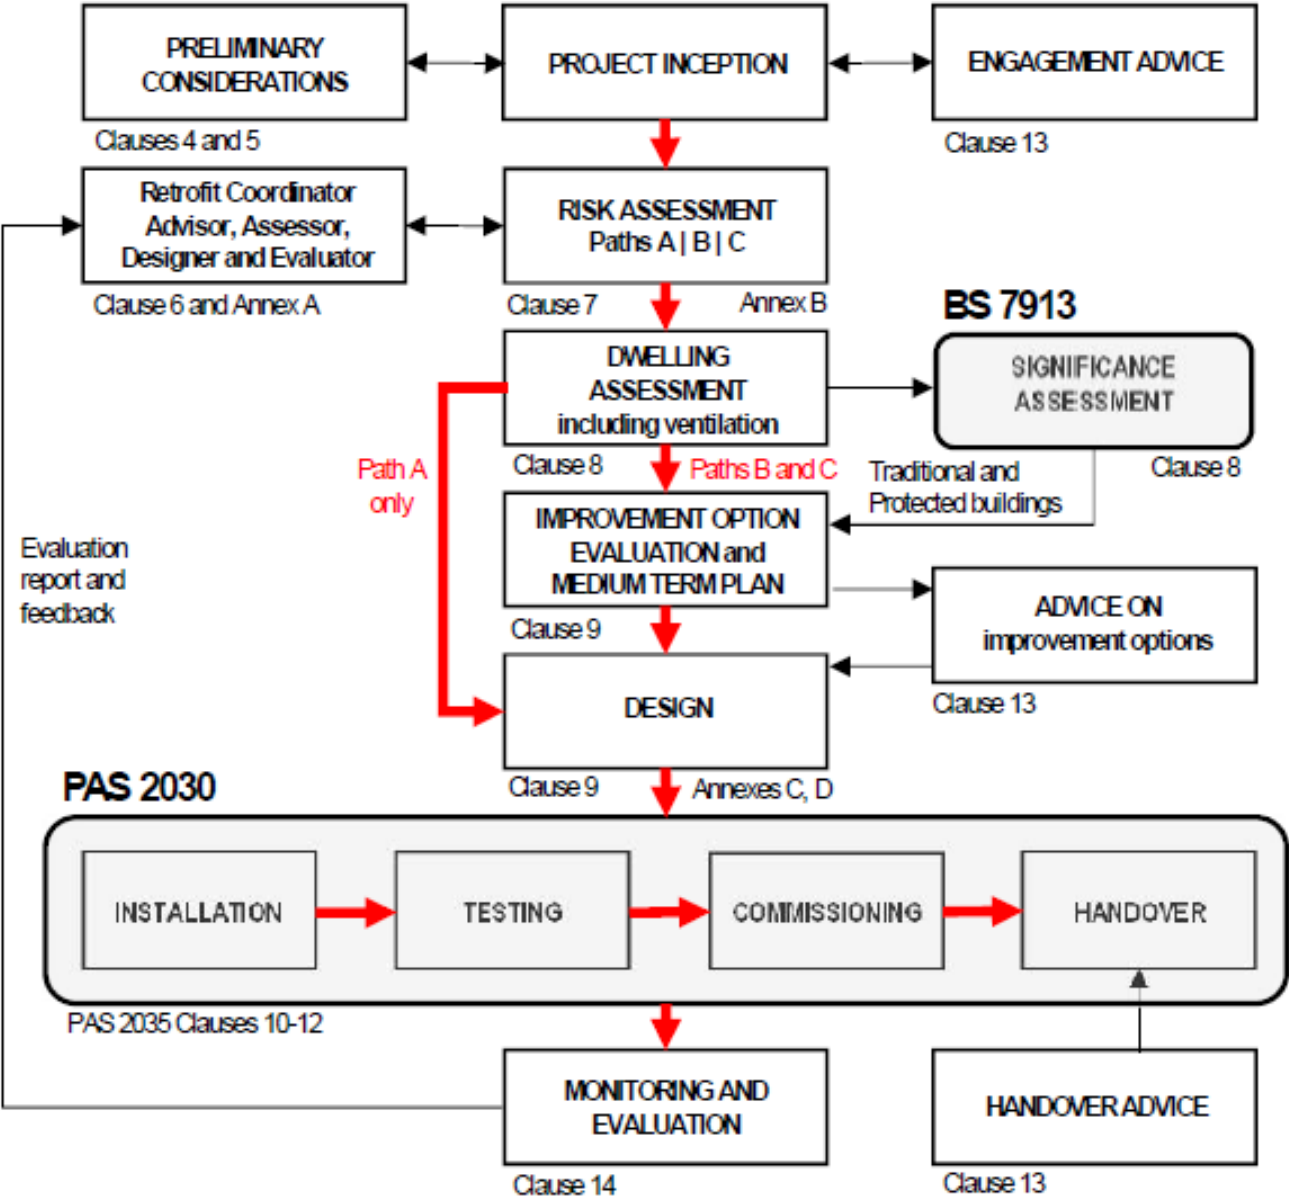 PRELIMINARY
CONSIDERATIONS
PROJECT INCEPTION
ENGAGEMENT ADVICE
Clauses 4 and 5
Clause 13
Retrofit Coordinator
Advisor, Assessor,
Designer and Evaluator
RISK ASSESSMENT
Paths A | B | C
Clause 6 and Annex A
Clause 7
Annex B
BS 7913
DWELLING
ASSESSMENT
including ventilation
SIGNIFICANCE
ASSESSMENT
Path A
only
Clause 8
Paths B and C
Traditional and
Protected buildings
Clause 8
IMPROVEMENT OPTION
EVALUATION and
MEDIUM TERM PLAN
Evaluation
report and
feedback
ADVICE ON
improvement options
Clause 9
Clause 13
DESIGN
Clause 9
Annexes C, D
PAS 2030
INSTALLATION
TESTING
COMMISSIONING
HANDOVER
PAS 2035 Clauses 10-12
MONITORING AND
EVALUATION
HANDOVER ADVICE
Clause 14
Clause 13